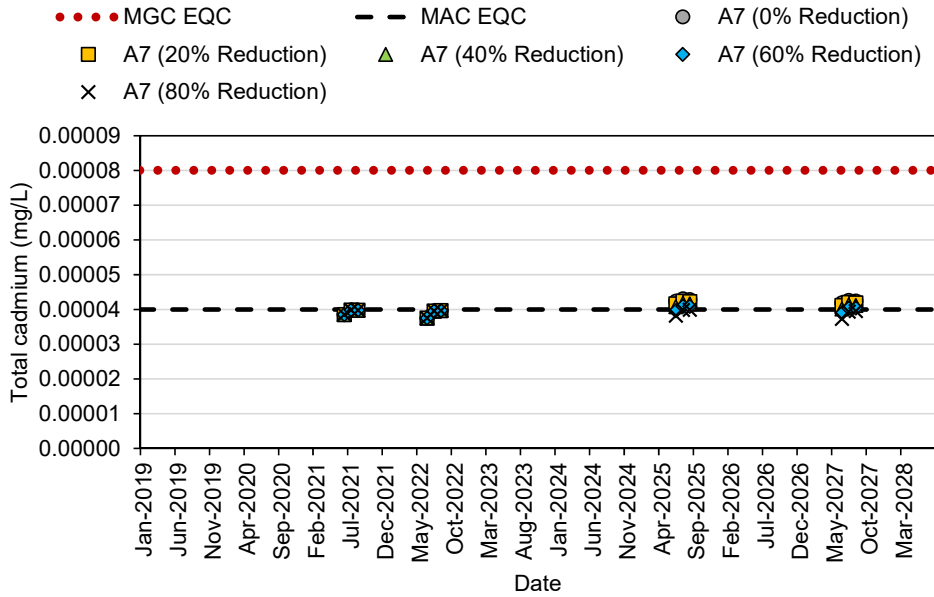 MGC EQC
MAC EQC
A7 (0% Reduction)
A7 (20% Reduction)
A7 (40% Reduction)
A7 (60% Reduction)
A7 (80% Reduction)
Total cadmium (mg/L)
0.00009
0.00008
0.00007
0.00006
0.00005
0.00004
0.00003
0.00002
0.00001
0.00000
Jan-2019
Jun-2019
Nov-2019
Apr-2020
Sep-2020
Feb-2021
Jul-2021
Dec-2021
May-2022
Oct-2022
Mar-2023
Aug-2023
Jan-2024
Jun-2024
Nov-2024
Apr-2025
Sep-2025
Feb-2026
Jul-2026
Dec-2026
May-2027
Oct-2027
Mar-2028
Date